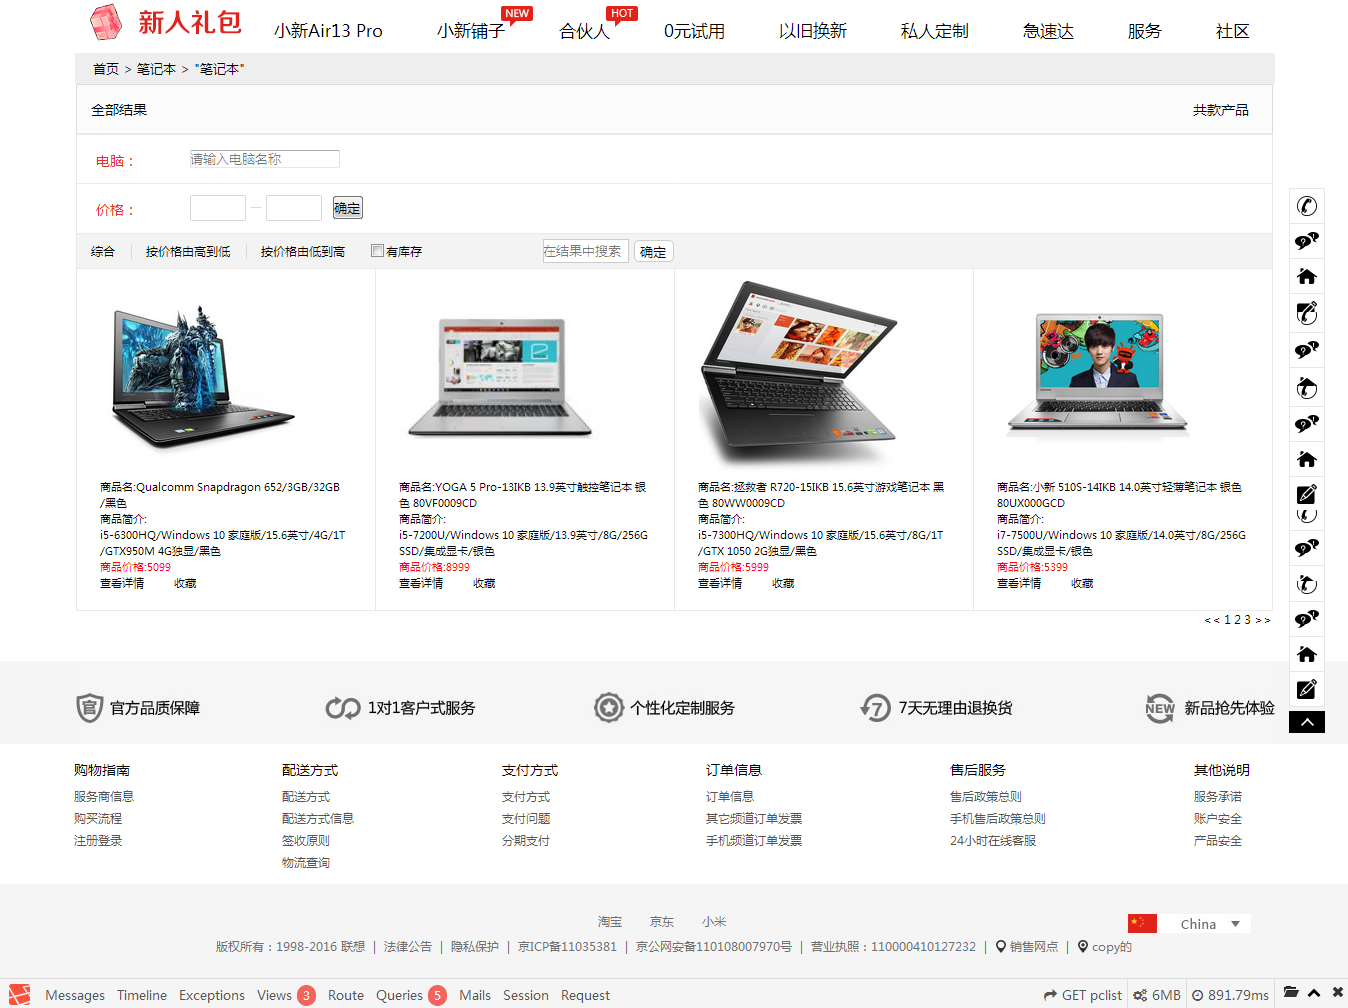 新人礼包 小新Air13 Pro 小新铺子 NEW 合伙人 HOT 0元试用 以旧换新 私人定制 急速达 服务 社区
首页 > 笔记本 > "笔记本"
全部结果 共款产品
电脑： 请输入电脑名称
价格： — 确定
综合 按价格由高到低 按价格由低到高 有库存 在结果中搜索 确定
商品名:Qualcomm Snapdragon 652/3GB/32GB
/黑色
商品简介:
i5-6300HQ/Windows 10 家庭版/15.6英寸/4G/1T
/GTX950M 4G独显/黑色
商品价格:5099
查看详情 收藏
商品名:YOGA 5 Pro-13IKB 13.9英寸触控笔记本 银
色 80VF0009CD
商品简介:
i5-7200U/Windows 10 家庭版/13.9英寸/8G/256G
SSD/集成显卡/银色
商品价格:8999
查看详情 收藏
商品名:拯救者 R720-15IKB 15.6英寸游戏笔记本 黑
色 80WW0009CD
商品简介:
i5-7300HQ/Windows 10 家庭版/15.6英寸/8G/1T
/GTX 1050 2G独显/黑色
商品价格:5999
查看详情 收藏
商品名:小新 510S-14IKB 14.0英寸轻薄笔记本 银色
80UX000GCD
商品简介:
i7-7500U/Windows 10 家庭版/14.0英寸/8G/256G
SSD/集成显卡/银色
商品价格:5399
查看详情 收藏
<< 1 2 3 >>
官 官方品质保障 1对1客户式服务 个性化定制服务 7 7天无理由退换货 NEW 新品抢先体验
购物指南
服务商信息
购买流程
注册登录
配送方式
配送方式
配送方式信息
签收原则
物流查询
支付方式
支付方式
支付问题
分期支付
订单信息
订单信息
其它频道订单发票
手机频道订单发票
售后服务
售后政策总则
手机售后政策总则
24小时在线客服
其他说明
服务承诺
账户安全
产品安全
淘宝 京东 小米
China
版权所有：1998-2016 联想 | 法律公告 | 隐私保护 | 京ICP备11035381 | 京公网安备110108007970号 | 营业执照：110000410127232 | 销售网点 | copy的
Messages Timeline Exceptions Views 3 Route Queries 5 Mails Session Request GET pclist 6MB 891.79ms